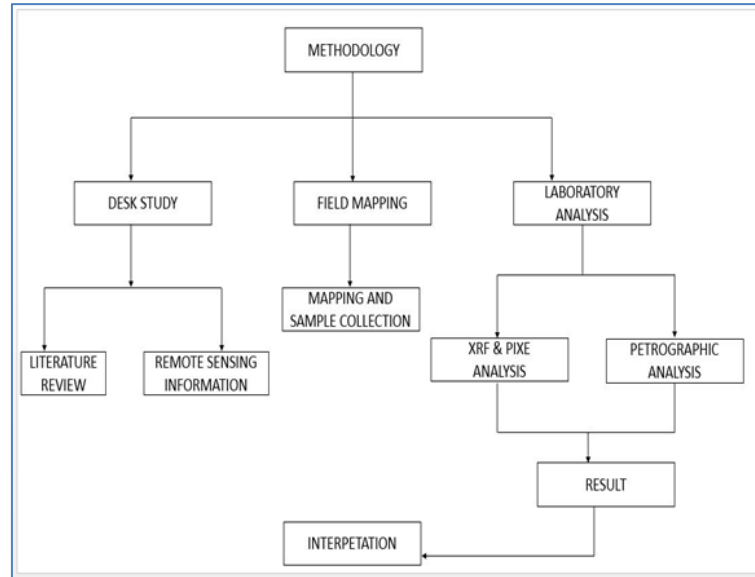 METHODOLOGY
DESK STUDY
FIELD MAPPING
LABORATORY
ANALYSIS
MAPPING AND
SAMPLE COLLECTION
LITERATURE
REVIEW
REMOTE SENSING
INFORMATION
XRF & PIXE
ANALYSIS
PETROGRAPHIC
ANALYSIS
RESULT
INTERPETATION